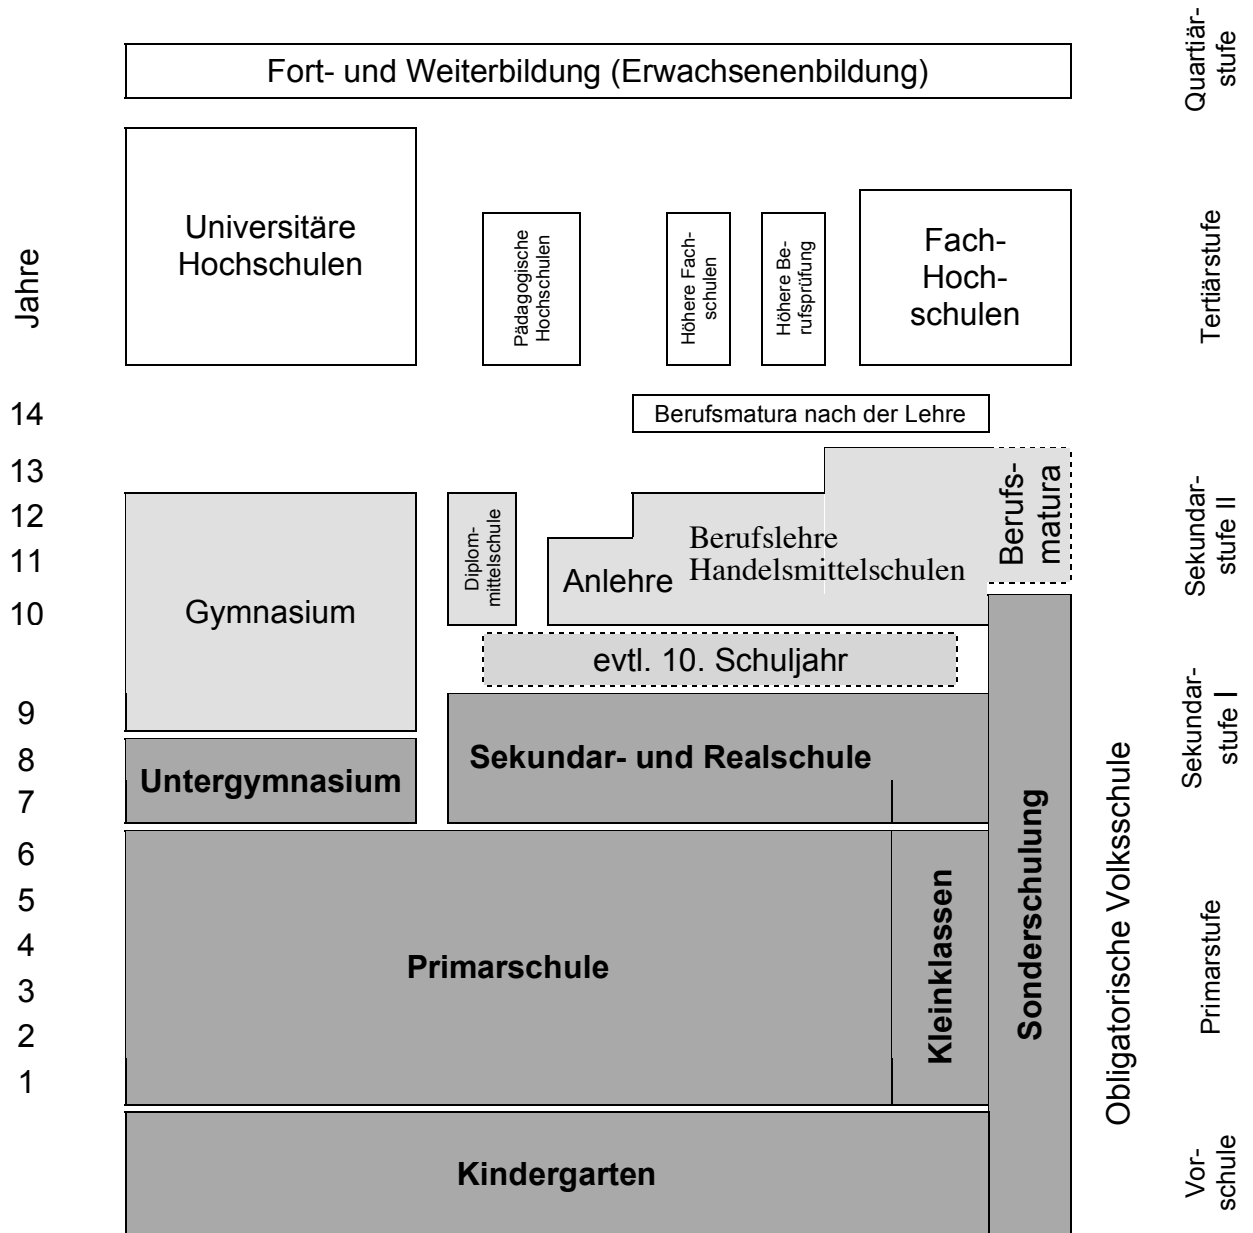 Quartiär-
stufe
Fort- und Weiterbildung (Erwachsenenbildung)
Jahre
Universitäre
Hochschulen
Pädagogische
Hochschulen
Höhere Fach-
schulen
Höhere Be-
rufsprüfung
Fach-
Hoch-
schulen
Tertiärstufe
14
Berufsmatura nach der Lehre
13
12
11
10
Gymnasium
Diplom-
mittelschule
Anlehre
Berufslehre
Handelsmittelschulen
Berufs-
matura
Sekundar-
stufe II
evtl. 10. Schuljahr
9
8
7
Untergymnasium
Sekundar- und Realschule
Sekundar-
stufe I
6
5
4
3
2
1
Primarschule
Kleinklassen
Sonderschulung
Obligatorische Volksschule
Primarstufe
Kindergarten
Vor-
schule